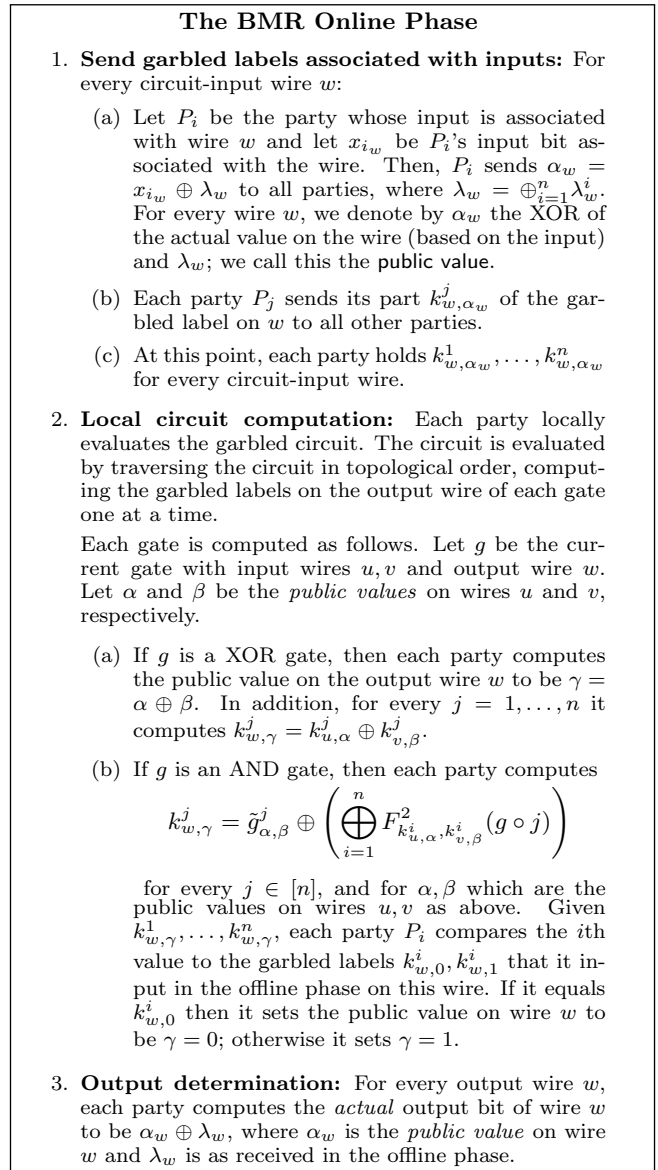 The BMR Online Phase
1. Send garbled labels associated with inputs: For
every circuit-input wire w:
(a) Let P_i be the party whose input is associated
with wire w and let x_{i_w} be P_i's input bit as-
sociated with the wire. Then, P_i sends α_w =
x_{i_w} ⊕ λ_w to all parties, where λ_w = ⊕_{i=1}^n λ_w^i.
For every wire w, we denote by α_w the XOR of
the actual value on the wire (based on the input)
and λ_w; we call this the public value.
(b) Each party P_j sends its part k_{w,α_w}^j of the gar-
bled label on w to all other parties.
(c) At this point, each party holds k_{w,α_w}^1, . . . , k_{w,α_w}^n
for every circuit-input wire.
2. Local circuit computation: Each party locally
evaluates the garbled circuit. The circuit is evaluated
by traversing the circuit in topological order, comput-
ing the garbled labels on the output wire of each gate
one at a time.
Each gate is computed as follows. Let g be the cur-
rent gate with input wires u, v and output wire w.
Let α and β be the public values on wires u and v,
respectively.
(a) If g is a XOR gate, then each party computes
the public value on the output wire w to be γ =
α ⊕ β. In addition, for every j = 1, . . . , n it
computes k_{w,γ}^j = k_{u,α}^j ⊕ k_{v,β}^j.
(b) If g is an AND gate, then each party computes
k_{w,γ}^j = g̃_{α,β}^j ⊕ (⊕_{i=1}^n F^2_{k_{u,α}^i, k_{v,β}^i}(g ∘ j))
for every j ∈ [n], and for α, β which are the
public values on wires u, v as above. Given
k_{w,γ}^1, . . . , k_{w,γ}^n, each party P_i compares the ith
value to the garbled labels k_{w,0}^i, k_{w,1}^i that it in-
put in the offline phase on this wire. If it equals
k_{w,0}^i then it sets the public value on wire w to
be γ = 0; otherwise it sets γ = 1.
3. Output determination: For every output wire w,
each party computes the actual output bit of wire w
to be α_w ⊕ λ_w, where α_w is the public value on wire
w and λ_w is as received in the offline phase.